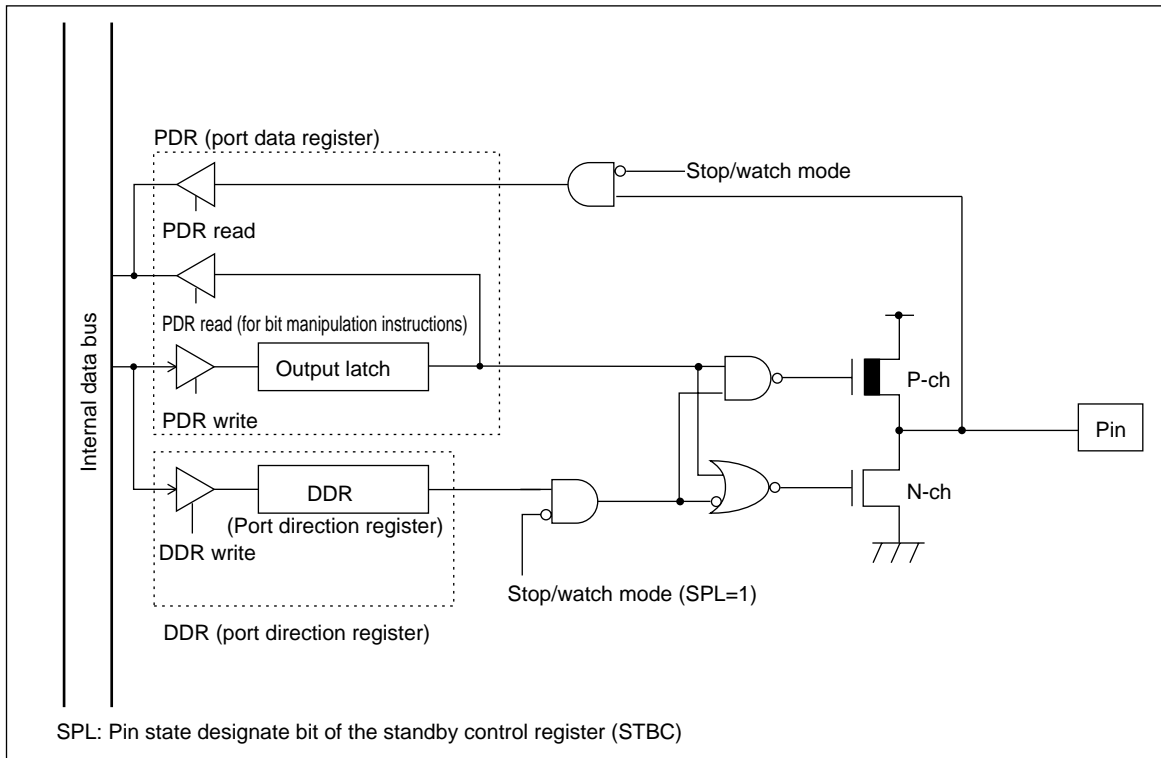 PDR (port data register)
Stop/watch mode
PDR read
PDR read (for bit manipulation instructions)
Internal data bus
Output latch
P-ch
PDR write
Pin
DDR
N-ch
(Port direction register)
DDR write
Stop/watch mode (SPL=1)
DDR (port direction register)
SPL: Pin state designate bit of the standby control register (STBC)